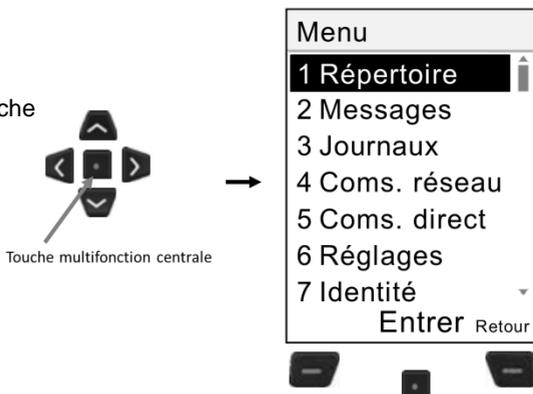 che
Touche multifonction centrale
Menu
1 Répertoire
2 Messages
3 Journaux
4 Coms. réseau
5 Coms. direct
6 Réglages
7 Identité
Entrer Retour